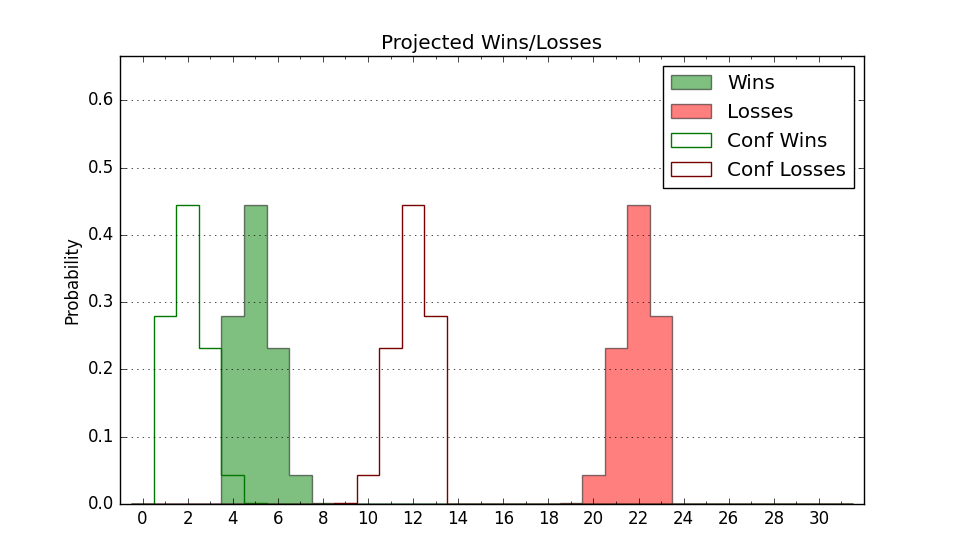 Projected Wins/Losses
Wins
Losses
Conf Wins
Conf Losses
Probability
0.6
0.5
0.4
0.3
0.2
0.1
0.0
0 2 4 6 8 10 12 14 16 18 20 22 24 26 28 30